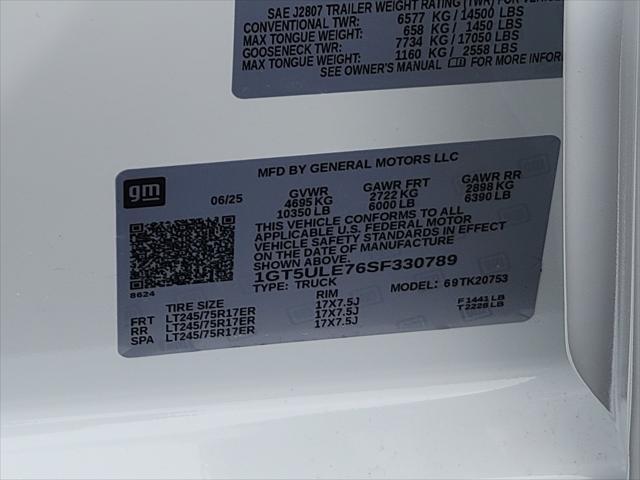 SAE J2807 TRAILER WEIGHT RATING (TWR) FOR
CONVENTIONAL TWR: 6577 KG / 14500 LBS
MAX TONGUE WEIGHT: 658 KG / 1450 LBS
GOOSENECK TWR: 7734 KG / 17050 LBS
MAX TONGUE WEIGHT: 1160 KG / 2558 LBS
SEE OWNER'S MANUAL FOR MORE INFOR
MFD BY GENERAL MOTORS LLC
gm
06/25 GVWR GAWR FRT GAWR RR
4695 KG 2722 KG 2898 KG
10350 LB 6000 LB 6390 LB
THIS VEHICLE CONFORMS TO ALL
APPLICABLE U.S. FEDERAL MOTOR
VEHICLE SAFETY STANDARDS IN EFFECT
ON THE DATE OF MANUFACTURE
SHOWN ABOVE.
1GT5ULE76SF330789
8624 TYPE: TRUCK MODEL: 69TK20753
TIRE SIZE RIM
FRT LT245/75R17ER 17X7.5J F 1441 LB
RR LT245/75R17ER 17X7.5J T 2228 LB
SPA LT245/75R17ER 17X7.5J